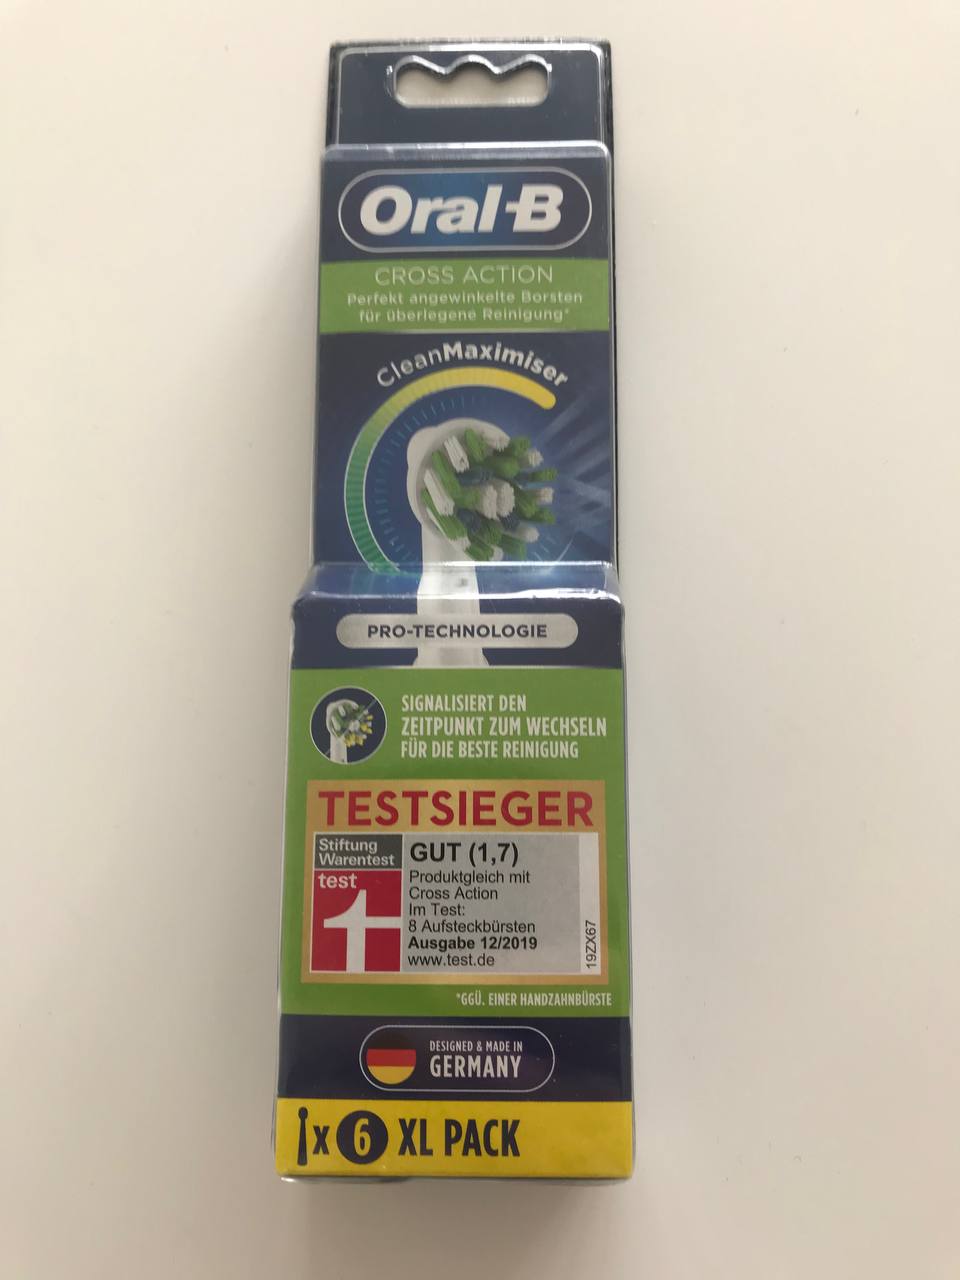 Oral-B
CROSS ACTION
Perfekt angewinkelte Borsten
für überlegene Reinigung*
CleanMaximiser
PRO-TECHNOLOGIE
SIGNALISIERT DEN
ZEITPUNKT ZUM WECHSELN
FÜR DIE BESTE REINIGUNG
TESTSIEGER
Stiftung
Warentest
test
GUT (1,7)
Produktgleich mit
Cross Action
Im Test:
8 Aufsteckbürsten
Ausgabe 12/2019
www.test.de
19ZX67
*GGÜ. EINER HANDZAHNBÜRSTE
DESIGNED & MADE IN
GERMANY
x 6 XL PACK